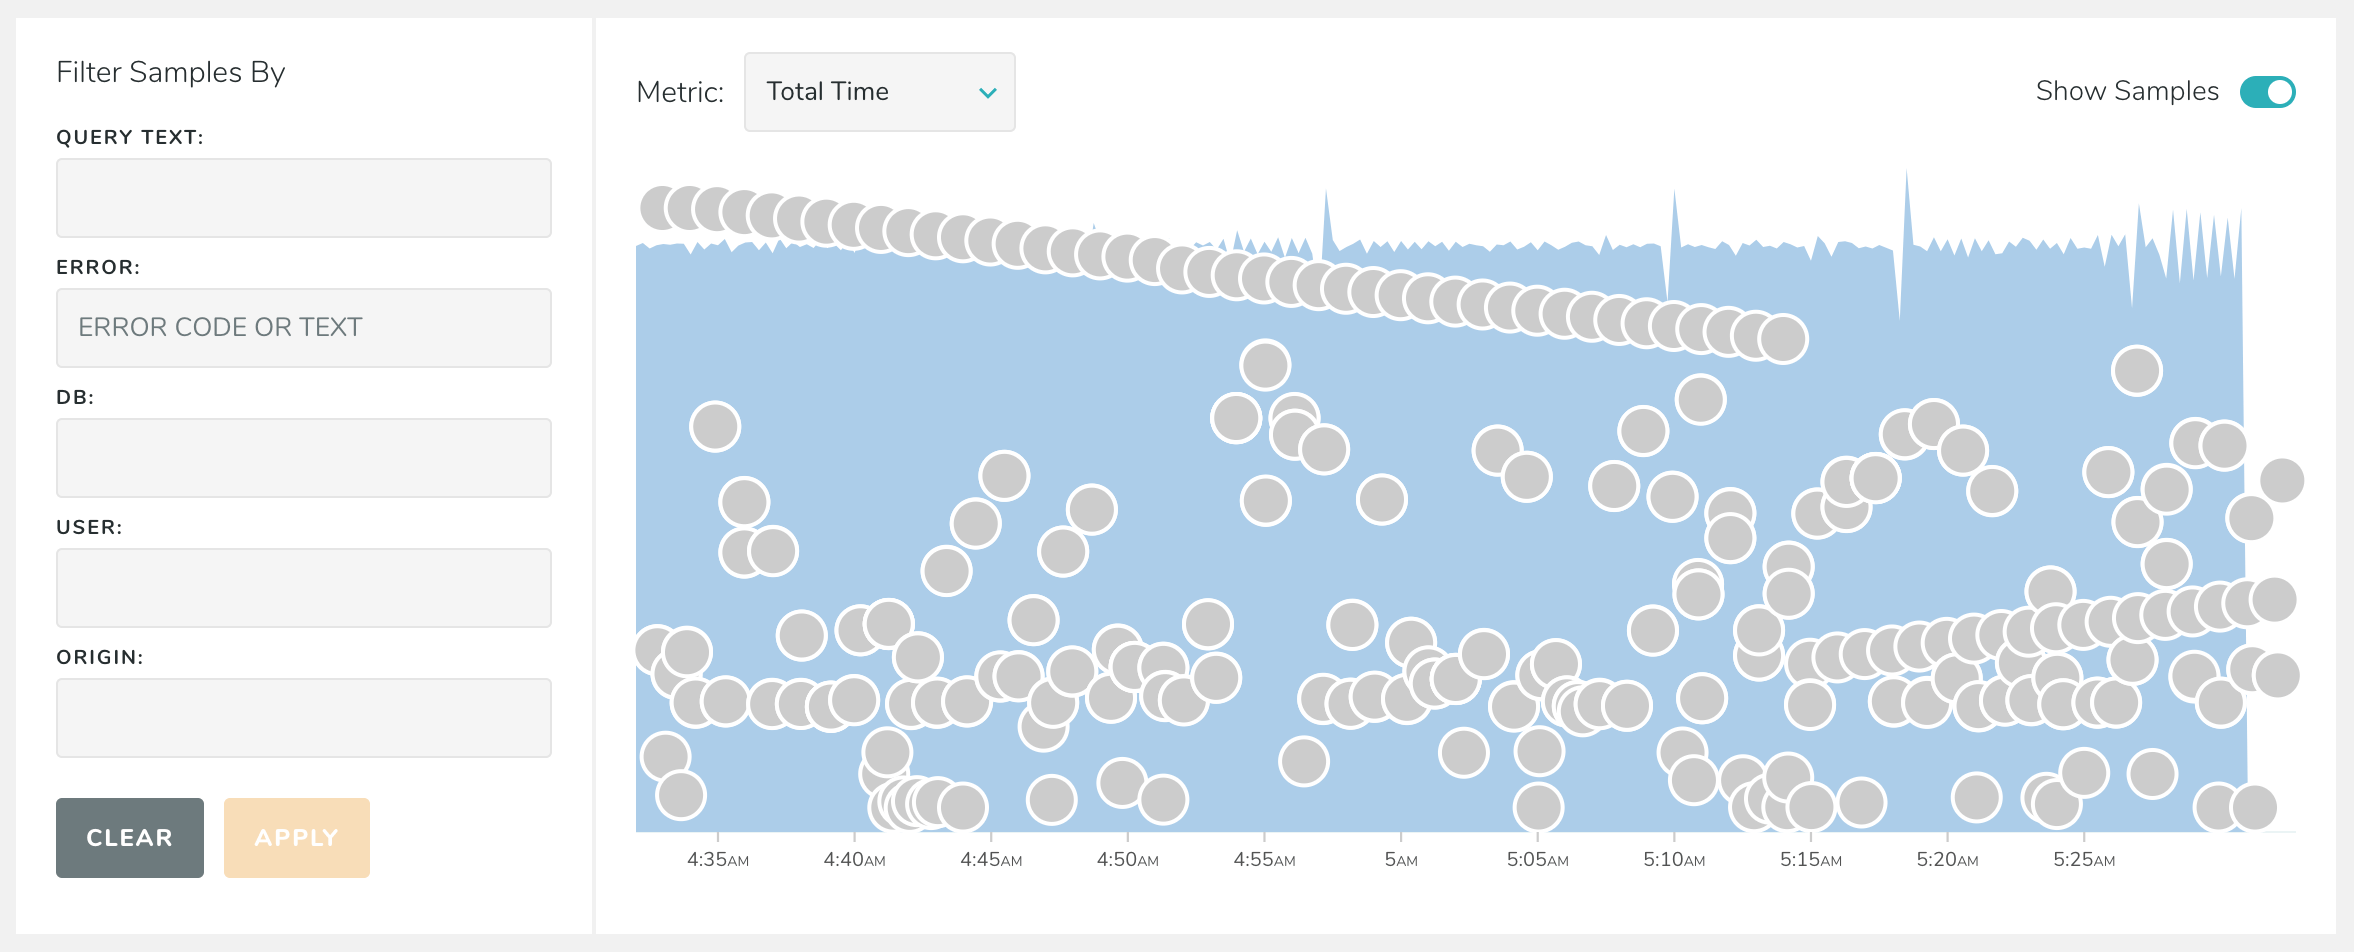 Filter Samples By
QUERY TEXT:
ERROR:
ERROR CODE OR TEXT
DB:
USER:
ORIGIN:
CLEAR APPLY
Metric: Total Time
Show Samples
4:35AM 4:40AM 4:45AM 4:50AM 4:55AM 5AM 5:05AM 5:10AM 5:15AM 5:20AM 5:25AM